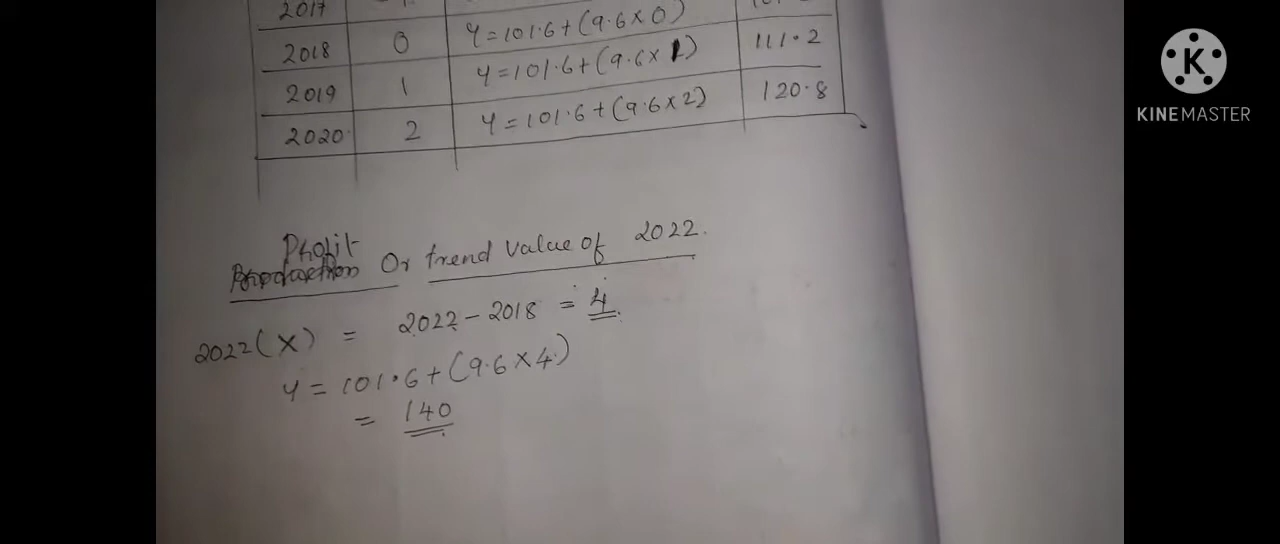 2017
2018 0 Y=101.6+(9.6×0)
2019 1 Y=101.6+(9.6×1) 111.2
2020 2 Y=101.6+(9.6×2) 120.8
Profit
Production Or trend value of 2022.
2022(X) = 2022-2018 = 4
Y=101.6+(9.6×4)
= 140
K
KINEMASTER